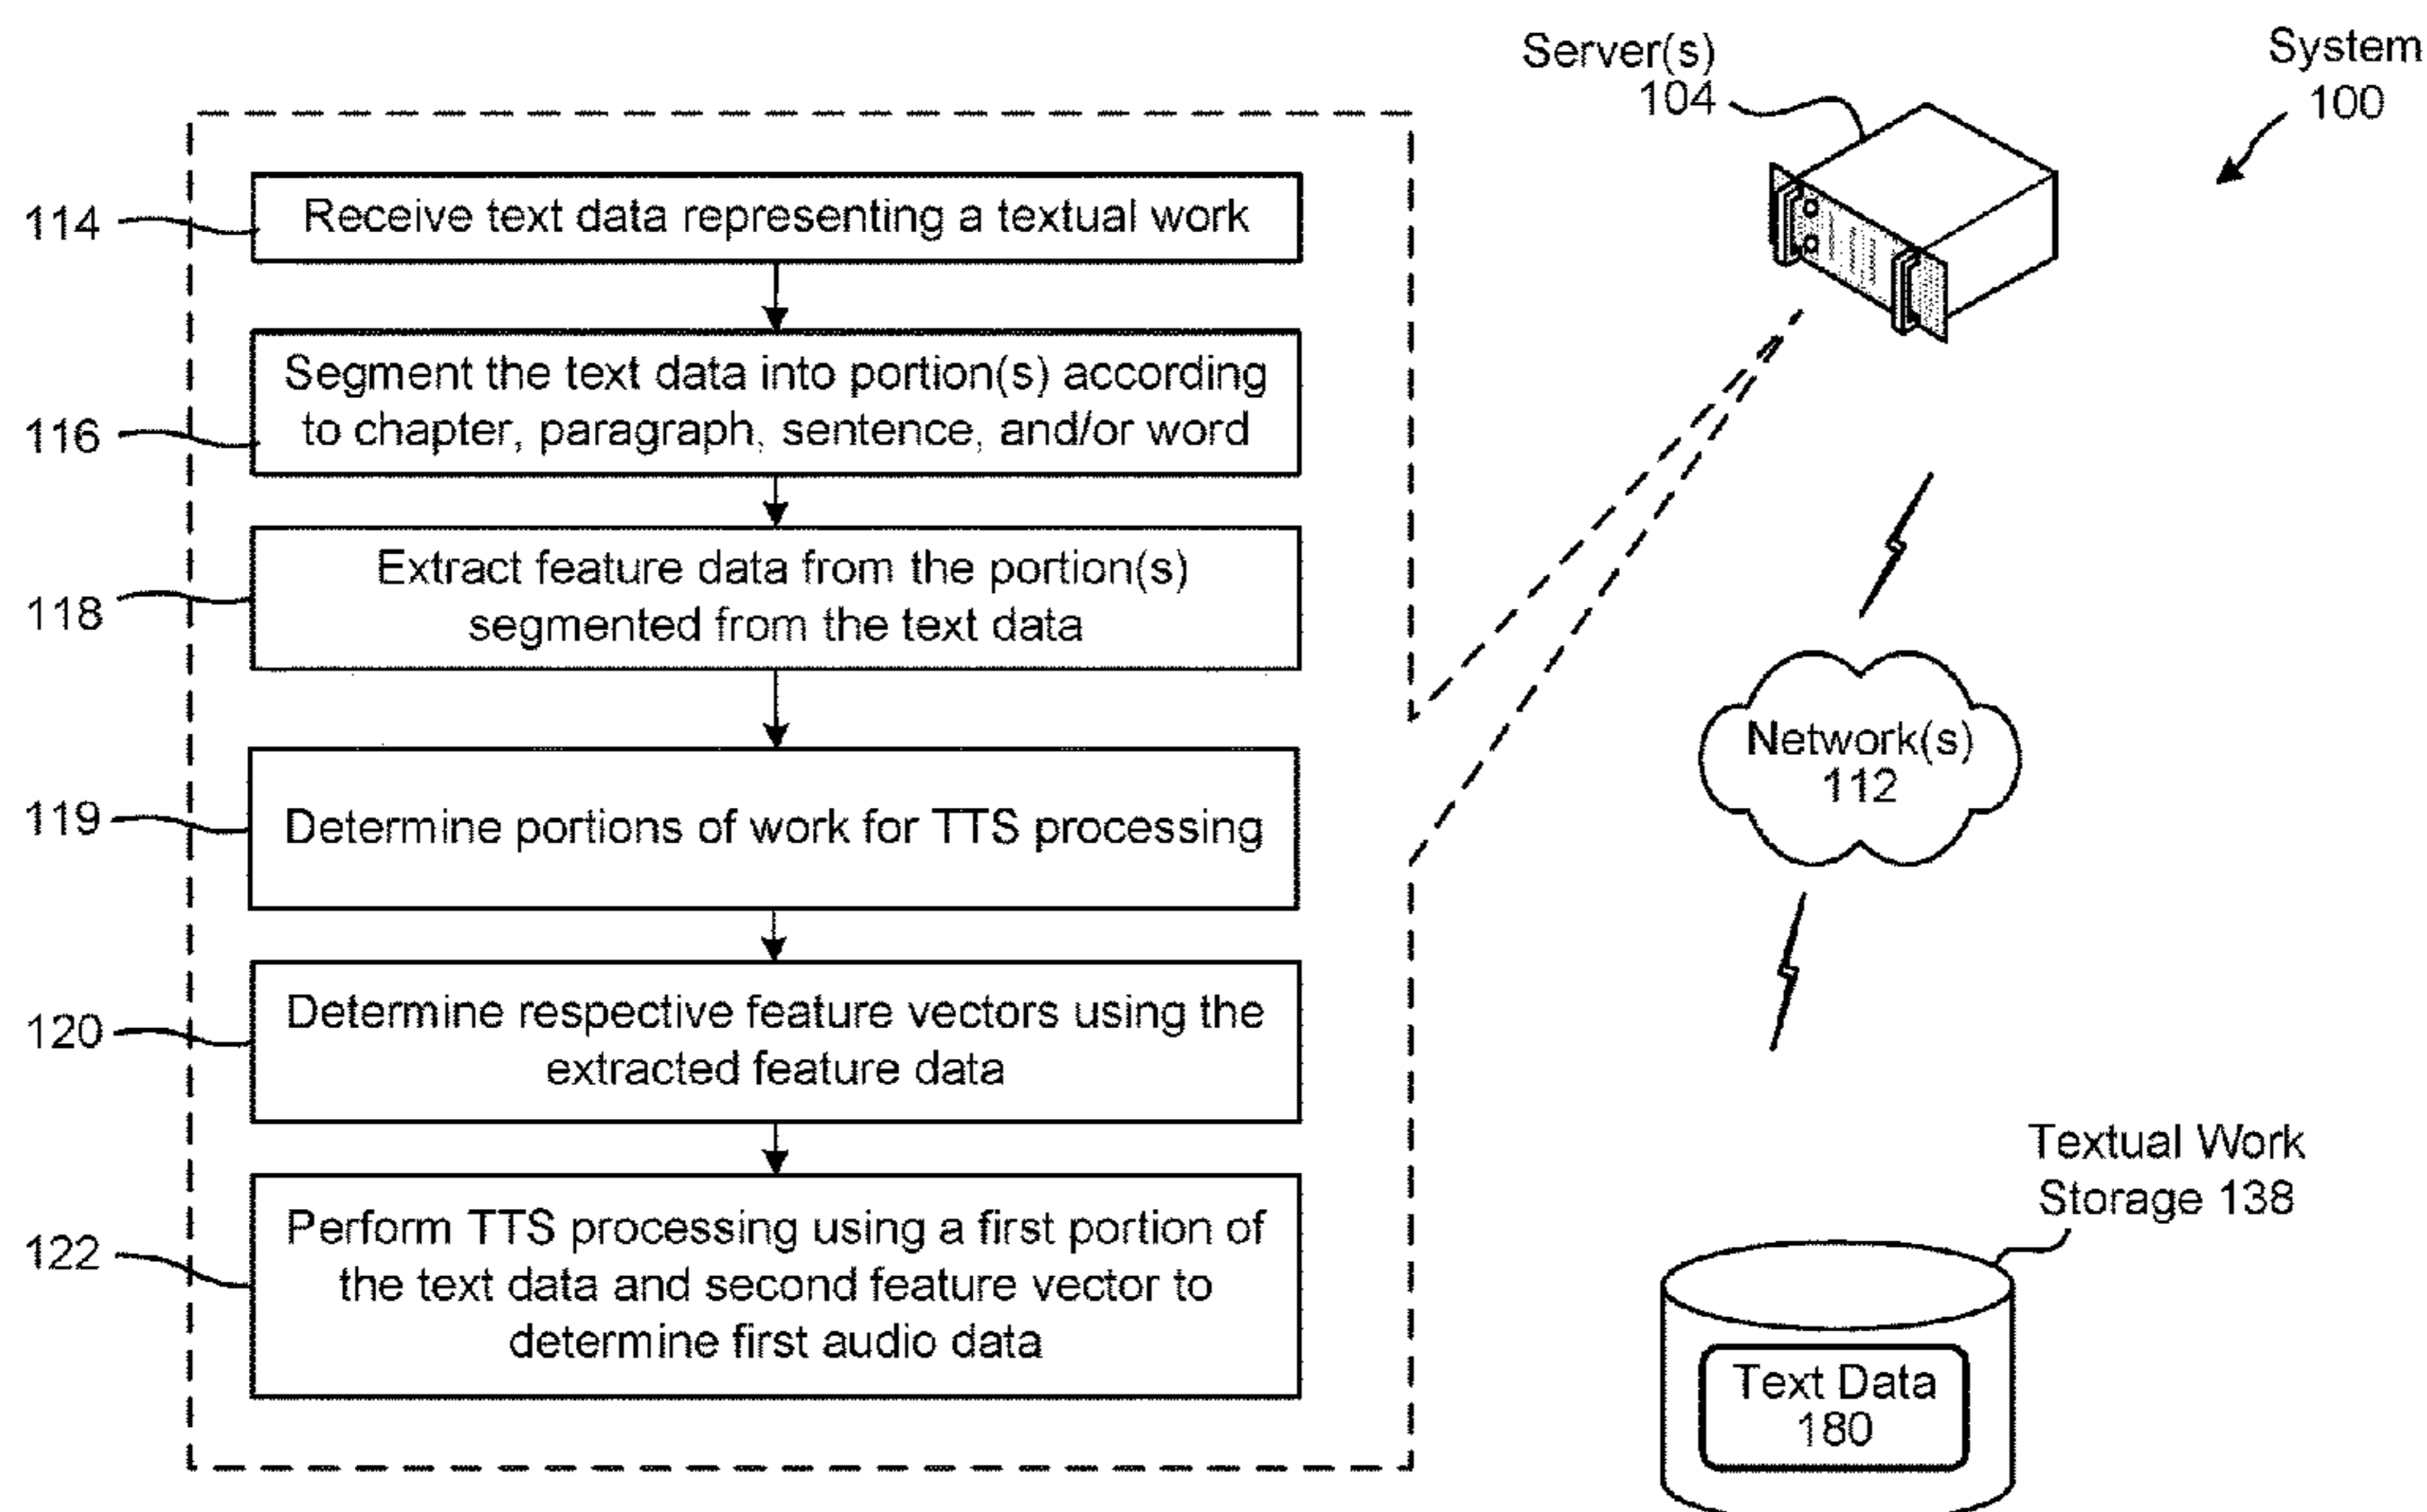 Server(s)
104
System
100
114
Receive text data representing a textual work
116
Segment the text data into portion(s) according
to chapter, paragraph, sentence, and/or word
118
Extract feature data from the portion(s)
segmented from the text data
119
Determine portions of work for TTS processing
120
Determine respective feature vectors using the
extracted feature data
122
Perform TTS processing using a first portion of
the text data and second feature vector to
determine first audio data
Network(s)
112
Textual Work
Storage 138
Text Data
180